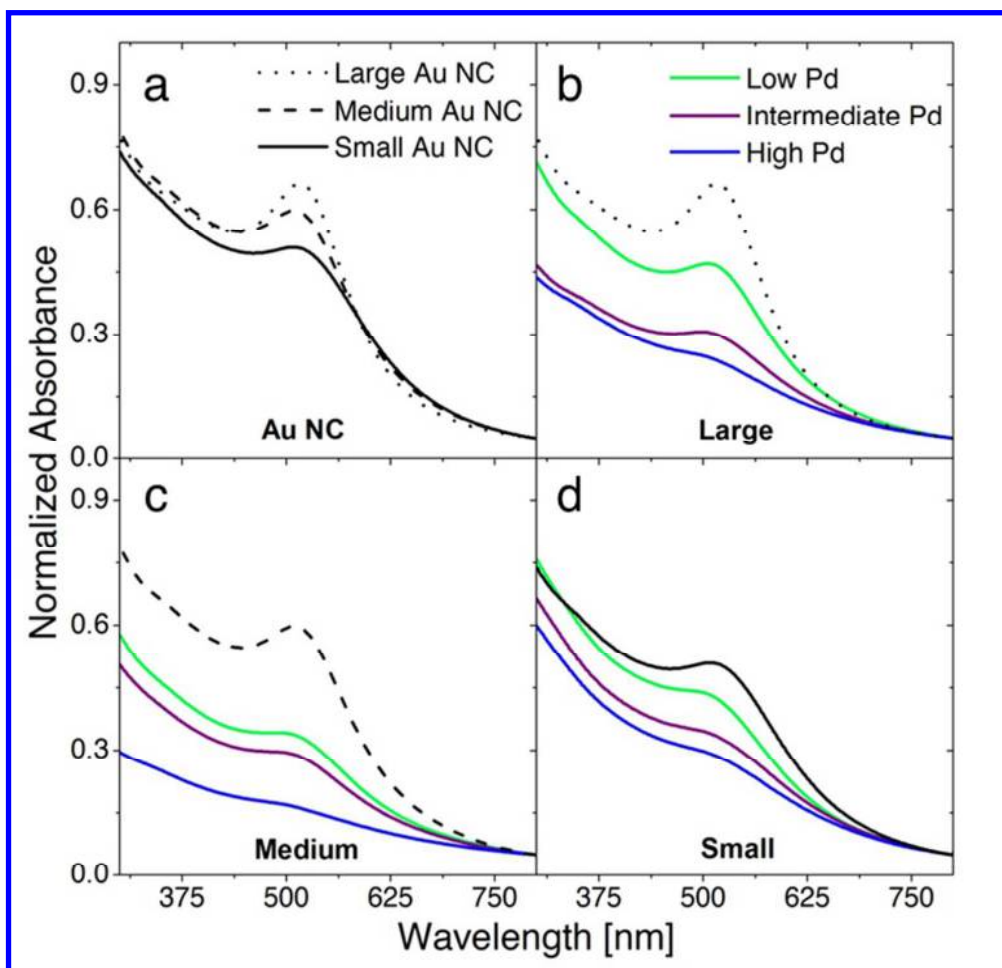 a
Large Au NC
Medium Au NC
Small Au NC
Au NC
b
Low Pd
Intermediate Pd
High Pd
Large
c
Medium
d
Small
Normalized Absorbance
0.9
0.6
0.3
0.0
0.9
0.6
0.3
0.0
375 500 625 750 375 500 625 750
Wavelength [nm]